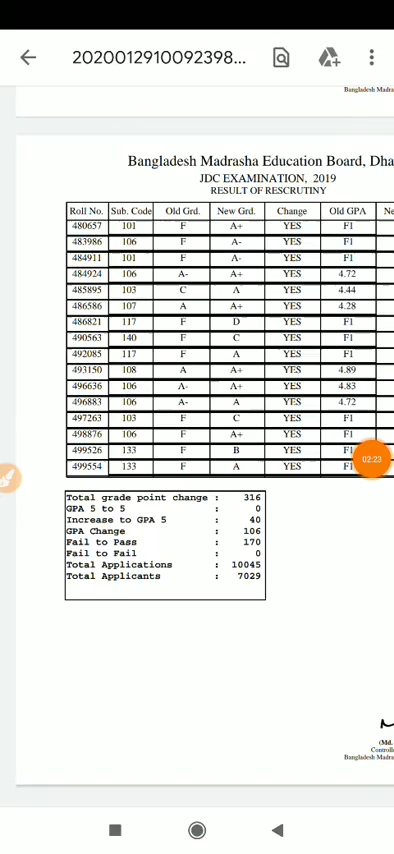 2020012910092398...
Bangladesh Madra
Bangladesh Madrasha Education Board, Dha
JDC EXAMINATION, 2019
RESULT OF RESCRUTINY
Roll No. Sub. Code Old Grd. New Grd. Change Old GPA Ne
480657 101 F A+ YES F1
483986 106 F A- YES F1
484911 101 F A- YES F1
484924 106 A- A+ YES 4.72
485895 103 C A YES 4.44
486586 107 A A+ YES 4.28
486821 117 F D YES F1
490563 140 F C YES F1
492085 117 F A YES F1
493150 108 A A+ YES 4.89
496636 106 A- A+ YES 4.83
496883 106 A- A YES 4.72
497263 103 F C YES F1
498876 106 F A+ YES F1
499526 133 F B YES F1
499554 133 F A YES F1
02:23
Total grade point change : 316
GPA 5 to 5 : 0
Increase to GPA 5 : 40
GPA Change : 106
Fail to Pass : 170
Fail to Fail : 0
Total Applications : 10045
Total Applicants : 7029
(Md.
Controll
Bangladesh Madra